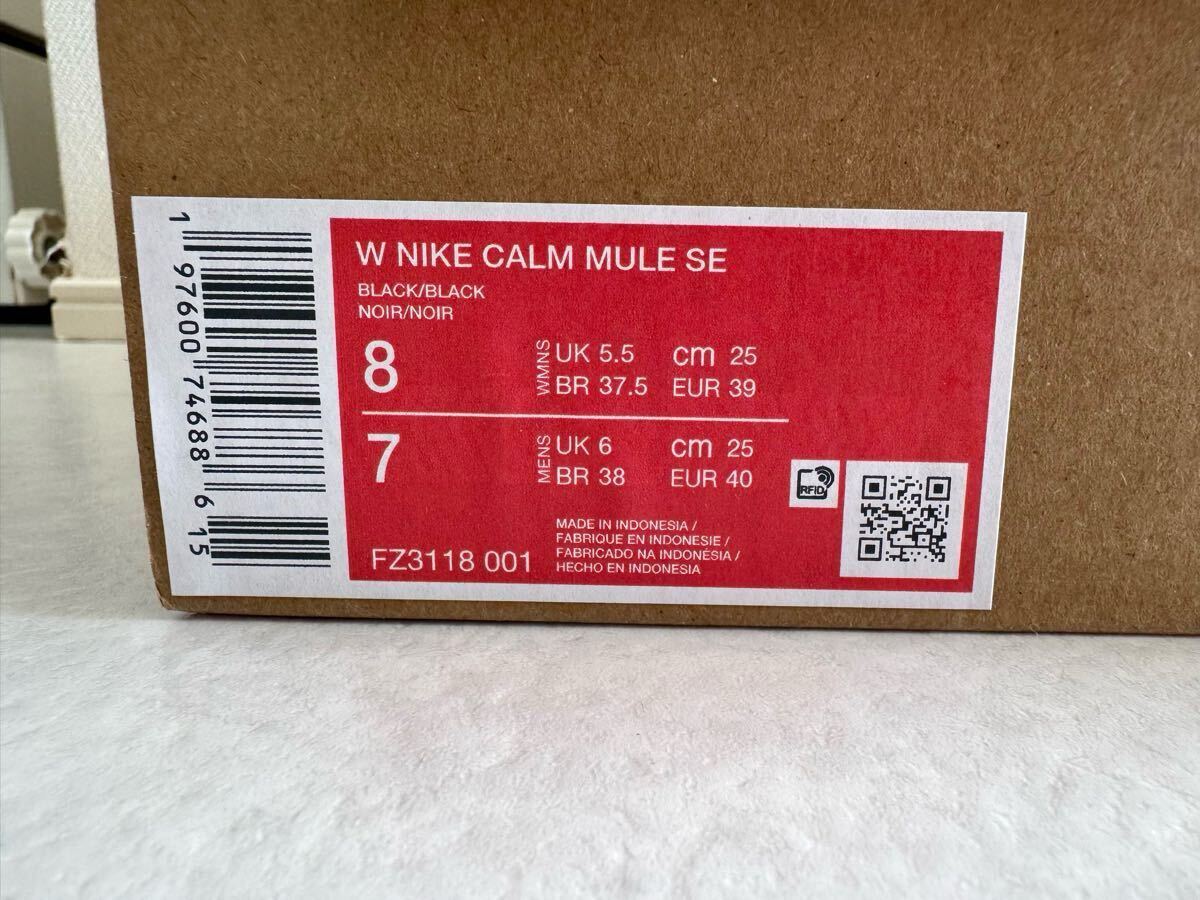 1 97600 74688 6 15
W NIKE CALM MULE SE
BLACK/BLACK
NOIR/NOIR
8 WMNS UK 5.5 cm 25
BR 37.5 EUR 39
7 MENS UK 6 cm 25
BR 38 EUR 40
FZ3118 001
MADE IN INDONESIA /
FABRIQUE EN INDONESIE /
FABRICADO NA INDONÉSIA /
HECHO EN INDONESIA
RFID